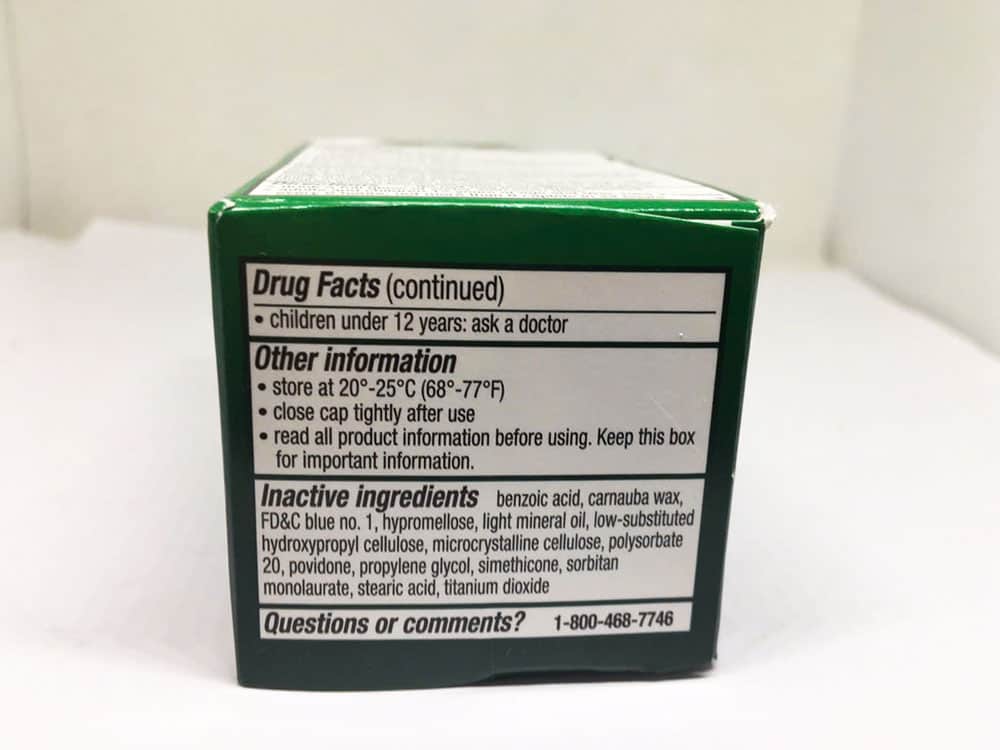 Drug Facts (continued)
• children under 12 years: ask a doctor
Other information
• store at 20°-25°C (68°-77°F)
• close cap tightly after use
• read all product information before using. Keep this box
for important information.
Inactive ingredients benzoic acid, carnauba wax,
FD&C blue no. 1, hypromellose, light mineral oil, low-substituted
hydroxypropyl cellulose, microcrystalline cellulose, polysorbate
20, povidone, propylene glycol, simethicone, sorbitan
monolaurate, stearic acid, titanium dioxide
Questions or comments? 1-800-468-7746